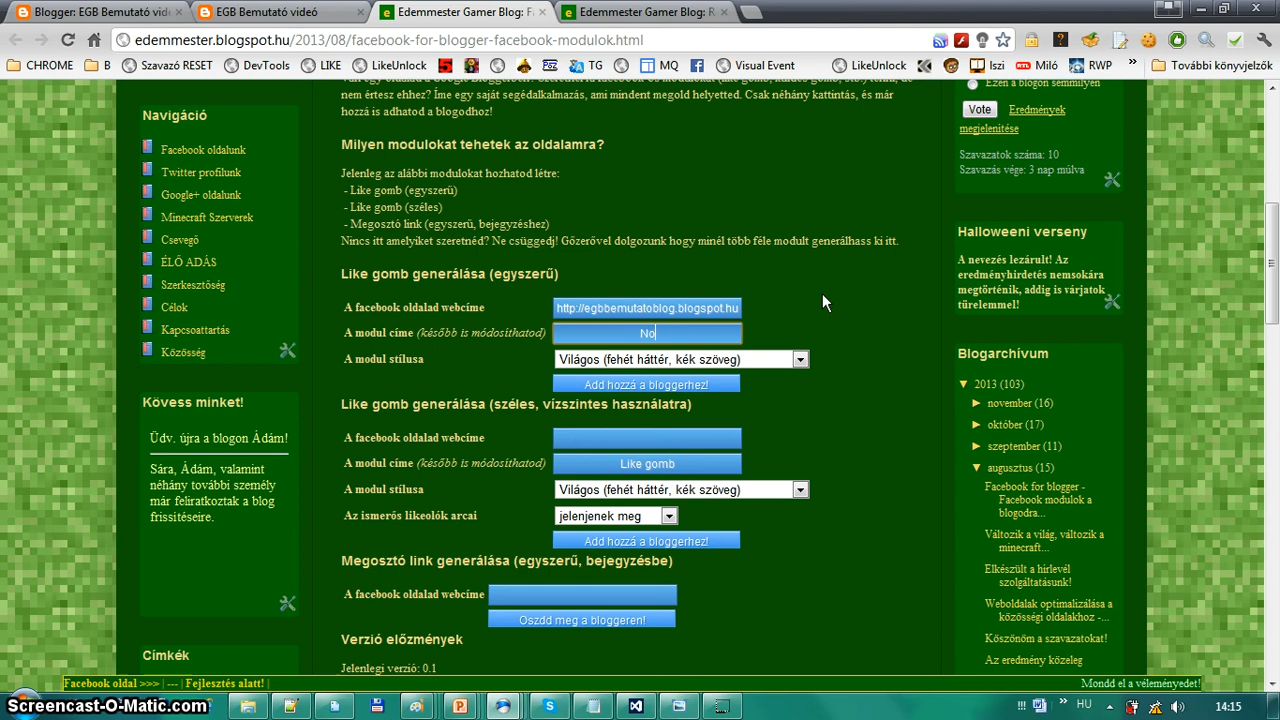 Blogger: EGB Bemutató vid
EGB Bemutató videó
Edemmester Gamer Blog: F
Edemmester Gamer Blog: R
edemmester.blogspot.hu/2013/08/facebook-for-blogger-facebook-modulok.html
CHROME B Szavazó RESET DevTools LIKE LikeUnlock TG MQ Visual Event LikeUnlock Iszi Miló RWP » További könyvjelzők
nem értesz ehhez? Íme egy saját segédalkalmazás, ami mindent megold helyetted. Csak néhány kattintás, és már
hozzá is adhatod a blogodhoz!
Milyen modulokat tehetek az oldalamra?
Jelenleg az alábbi modulokat hozhatod létre:
- Like gomb (egyszerű)
- Like gomb (széles)
- Megosztó link (egyszerű, bejegyzéshez)
Nincs itt amelyiket szeretnéd? Ne csüggedj! Gőzerővel dolgozunk hogy minél több féle modult generálhass ki itt.
Like gomb generálása (egyszerű)
A facebook oldalad webcíme http://egbbemutatoblog.blogspot.hu
A modul címe (később is módosíthatod) No
A modul stílusa Világos (fehét háttér, kék szöveg)
Add hozzá a bloggerhez!
Like gomb generálása (széles, vízszintes használatra)
A facebook oldalad webcíme
A modul címe (később is módosíthatod) Like gomb
A modul stílusa Világos (fehét háttér, kék szöveg)
Az ismerős likeolók arcai jelenjenek meg
Add hozzá a bloggerhez!
Megosztó link generálása (egyszerű, bejegyzésbe)
A facebook oldalad webcíme
Oszdd meg a bloggeren!
Verzió előzmények
Jelenlegi verzió: 0.1
Navigáció
Facebook oldalunk
Twitter profilunk
Google+ oldalunk
Minecraft Szerverek
Csevegő
ÉLŐ ADÁS
Szerkesztőség
Célok
Kapcsoattartás
Közösség
Kövess minket!
Üdv. újra a blogon Ádám!
Sára, Ádám, valamint
néhány további személy
már feliratkoztak a blog
frissítéseire.
Címkék
Ezen a blogon semmilyen
Vote Eredmények
megjelenítése
Szavazatok száma: 10
Szavazás vége: 3 nap múlva
Halloweeni verseny
A nevezés lezárult! Az
eredményhirdetés nemsokára
megtörténik, addig is várjatok
türelemmel!
Blogarchívum
▼ 2013 (103)
► november (16)
► október (17)
► szeptember (11)
▼ augusztus (15)
Facebook for blogger -
Facebook modulok a
blogodra...
Változik a világ, változik a
minecraft...
Elkészült a hírlevél
szolgáltatásunk!
Weboldalak optimalizálása a
közösségi oldalakhoz -...
Köszönöm a szavazatokat!
Az eredmény közeleg
Facebook oldal >>> | --- | Fejlesztés alatt! |
Mondd el a véleményedet!
Screencast-O-Matic.com
HU
14:15